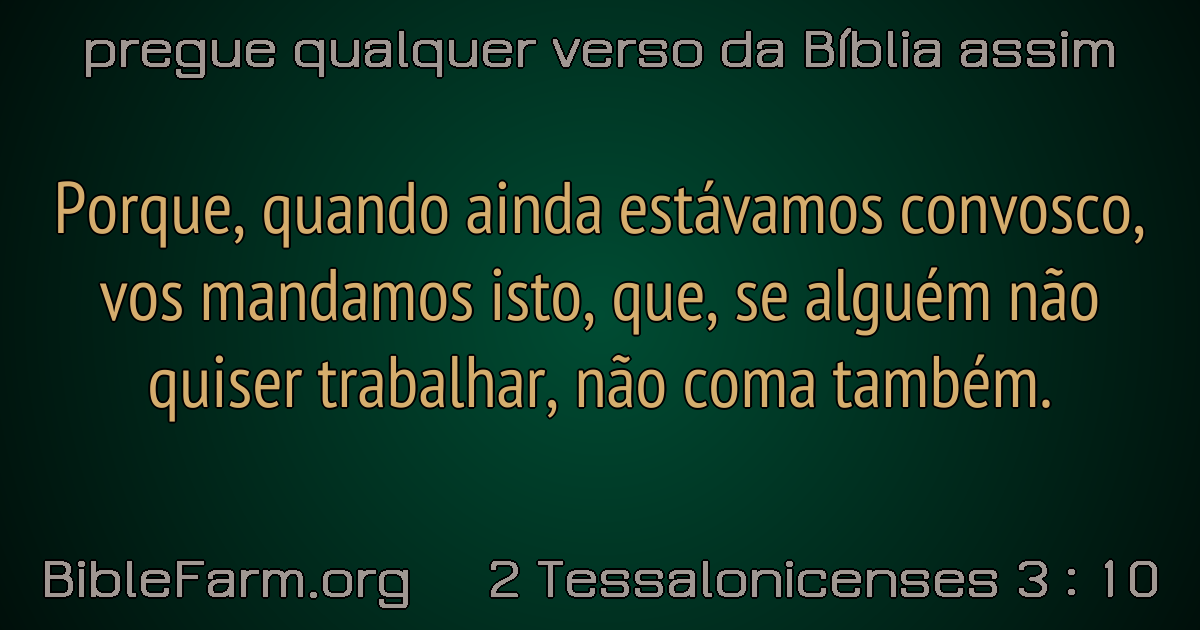 pregue qualquer verso da Bíblia assim
Porque, quando ainda estávamos convosco,
vos mandamos isto, que, se alguém não
quiser trabalhar, não coma também.
BibleFarm.org 2 Tessalonicenses 3 : 10